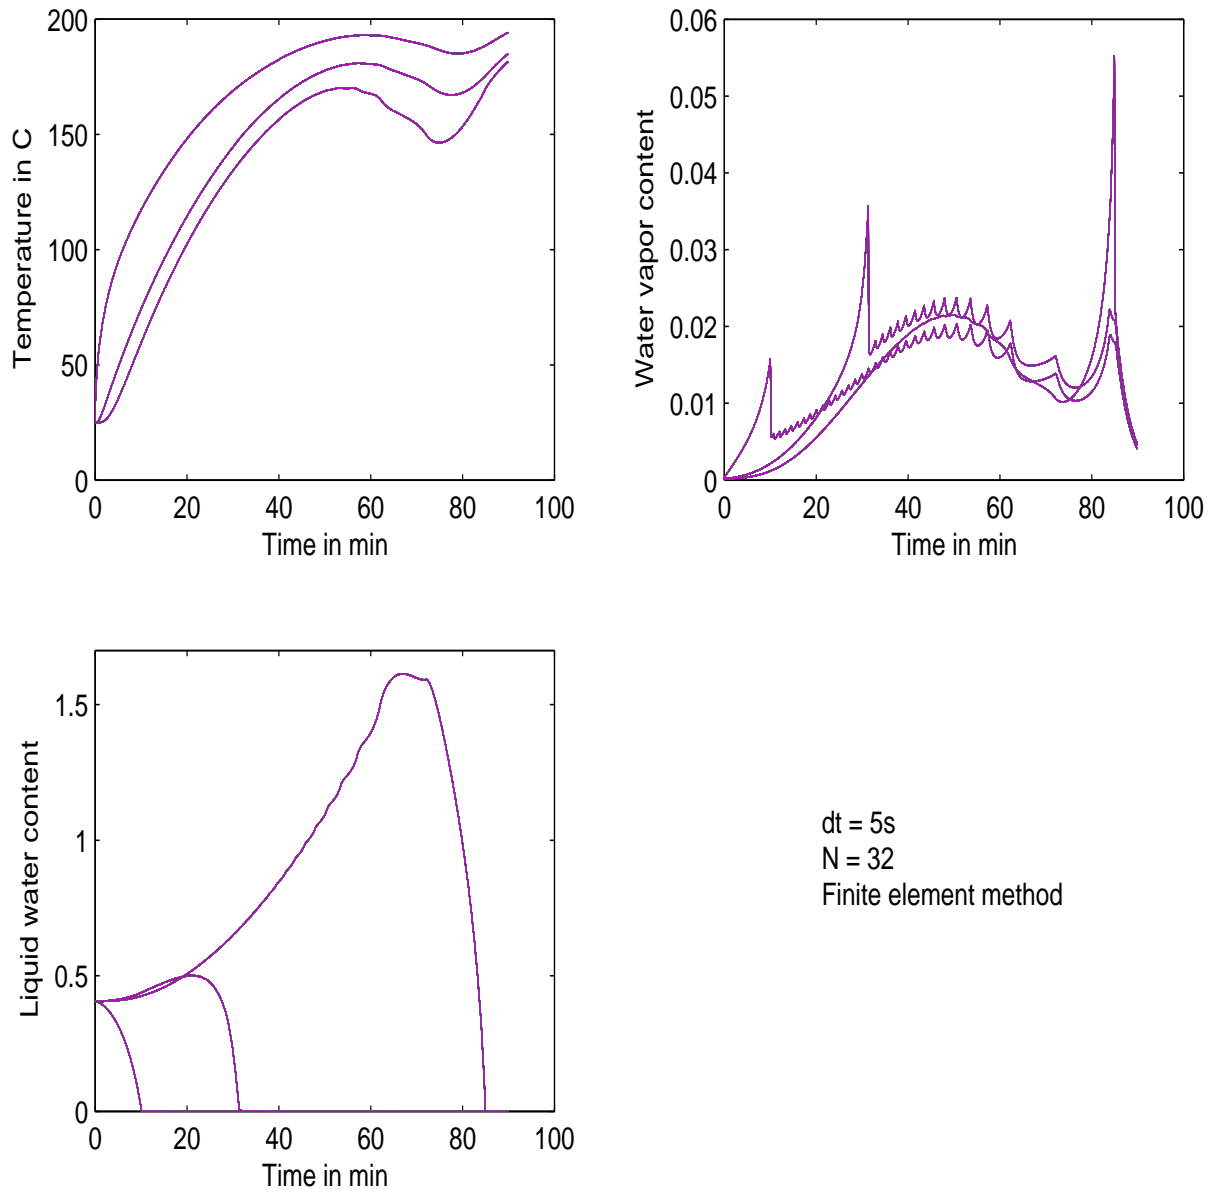 200
150
100
50
0
Temperature in C
0 20 40 60 80 100
Time in min
0.06
0.05
0.04
0.03
0.02
0.01
0
Water vapor content
0 20 40 60 80 100
Time in min
1.5
1
0.5
0
Liquid water content
0 20 40 60 80 100
Time in min
dt = 5s
N = 32
Finite element method